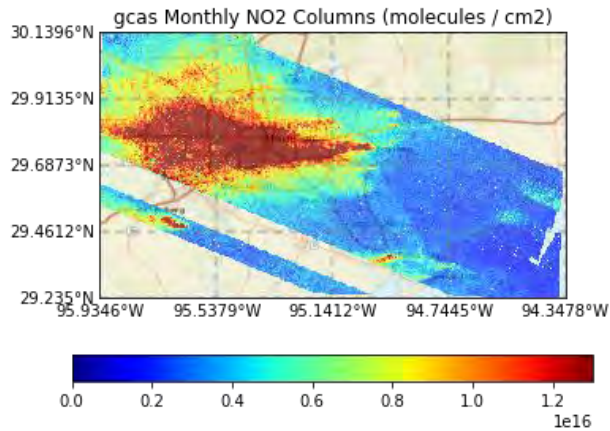 gcas Monthly NO2 Columns (molecules / cm2)
30.1396°N
29.9135°N
29.6873°N
29.4612°N
29.235°N
95.9346°W 95.5379°W 95.1412°W 94.7445°W 94.3478°W
0.0 0.2 0.4 0.6 0.8 1.0 1.2
1e16